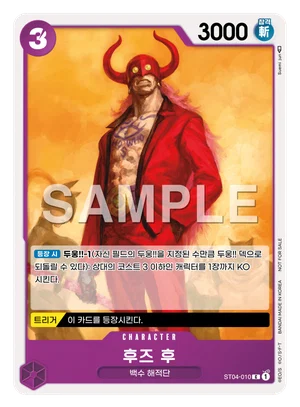 3
3000
참격
斬
SAMPLE
등장 시 두웅!!-1(자신 필드의 두웅!!을 지정된 수만큼 두웅!! 덱으로
되돌릴 수 있다): 상대의 코스트 3 이하인 캐릭터를 1장까지 KO
시킨다.
트리거 이 카드를 등장시킨다.
CHARACTER
후즈 후
백수 해적단
ST04-010 C 1